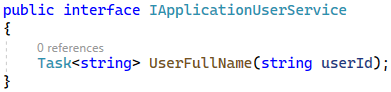 public interface IApplicationUserService
{
0 references
Task<string> UserFullName(string userId);
}